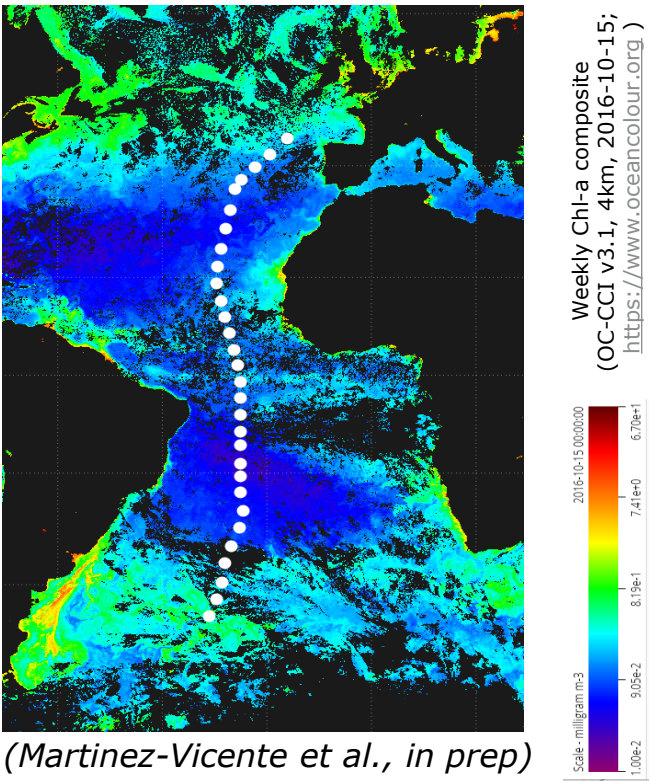 Weekly Chl-a composite
(OC-CCI v3.1, 4km, 2016-10-15;
https://www.oceancolour.org )
2016-10-15 00:00:00
Scale - milligram m-3
1.00e-2
9.05e-2
8.19e-1
7.41e+0
6.70e+1
(Martinez-Vicente et al., in prep)